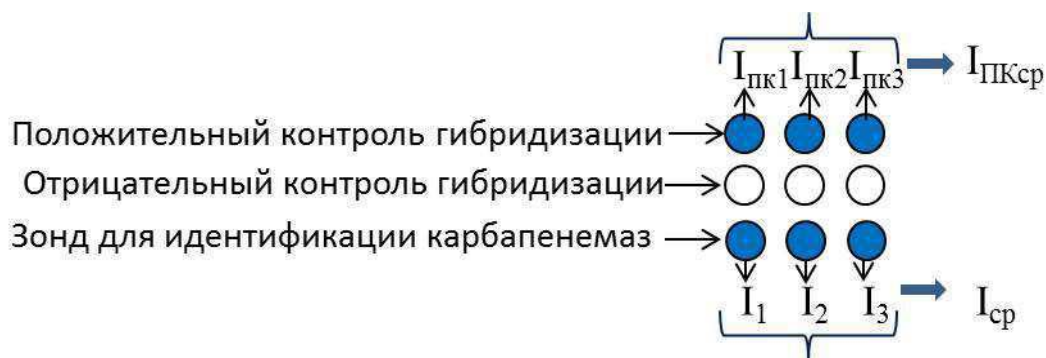 Iпк1 Iпк2 Iпк3 IПКср
Положительный контроль гибридизации
Отрицательный контроль гибридизации
Зонд для идентификации карбапенемаз
I1 I2 I3 Iср